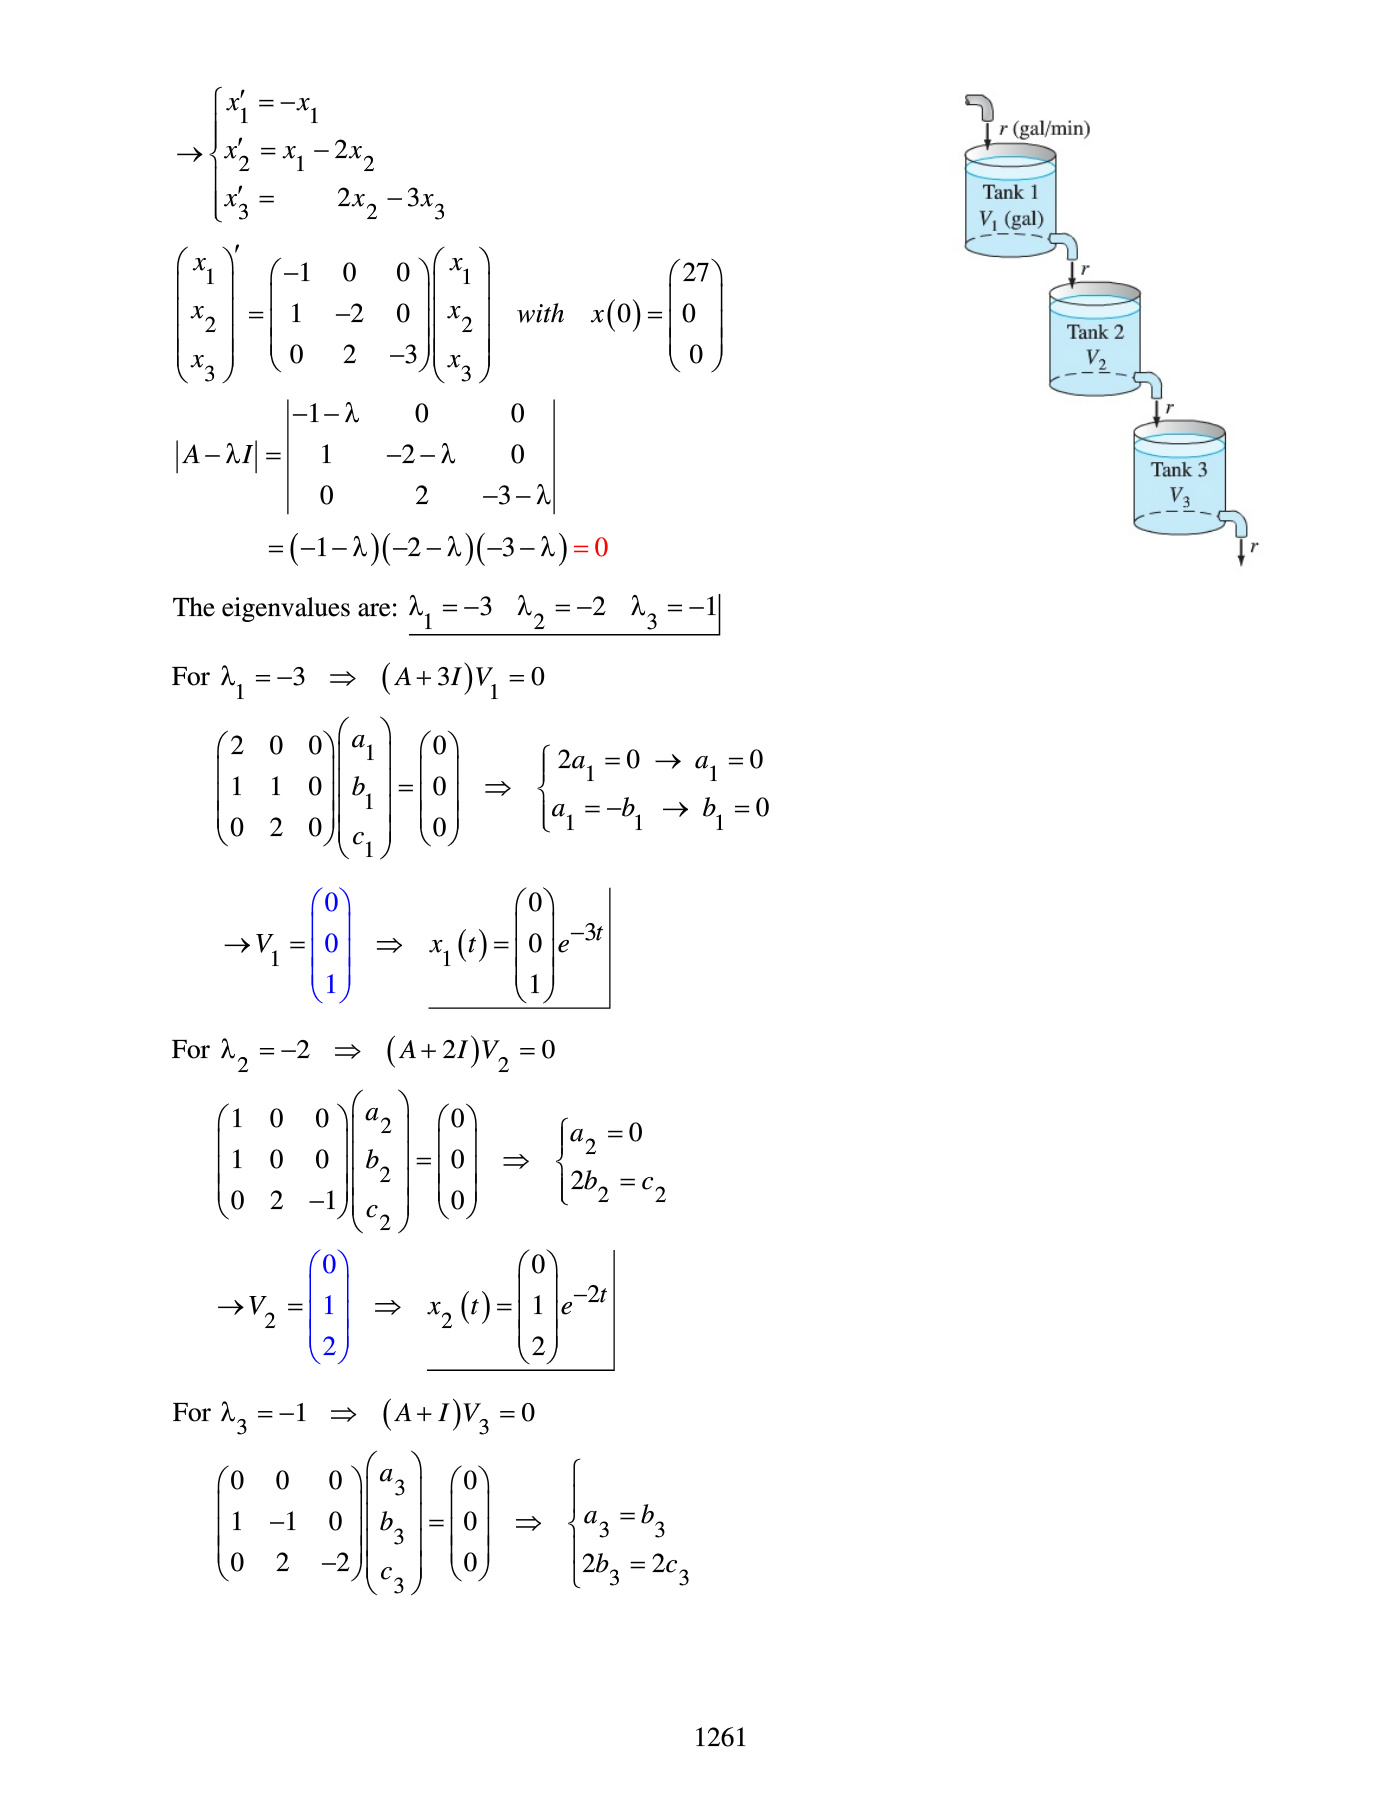 → { x′₁ = −x₁
x′₂ = x₁ − 2x₂
x′₃ = 2x₂ − 3x₃
r (gal/min)
Tank 1
V₁ (gal)
r
Tank 2
V₂
r
Tank 3
V₃
r
(x₁ x₂ x₃)′ = (−1 0 0; 1 −2 0; 0 2 −3) (x₁ x₂ x₃) with x(0) = (27 0 0)
|A − λI| = |−1−λ 0 0; 1 −2−λ 0; 0 2 −3−λ|
= (−1−λ)(−2−λ)(−3−λ) = 0
The eigenvalues are: λ₁ = −3 λ₂ = −2 λ₃ = −1
For λ₁ = −3 ⇒ (A + 3I)V₁ = 0
(2 0 0; 1 1 0; 0 2 0) (a₁ b₁ c₁) = (0 0 0) ⇒ { 2a₁ = 0 → a₁ = 0
a₁ = −b₁ → b₁ = 0
→ V₁ = (0 0 1) ⇒ x₁(t) = (0 0 1) e⁻³ᵗ
For λ₂ = −2 ⇒ (A + 2I)V₂ = 0
(1 0 0; 1 0 0; 0 2 −1) (a₂ b₂ c₂) = (0 0 0) ⇒ { a₂ = 0
2b₂ = c₂
→ V₂ = (0 1 2) ⇒ x₂(t) = (0 1 2) e⁻²ᵗ
For λ₃ = −1 ⇒ (A + I)V₃ = 0
(0 0 0; 1 −1 0; 0 2 −2) (a₃ b₃ c₃) = (0 0 0) ⇒ { a₃ = b₃
2b₃ = 2c₃
1261